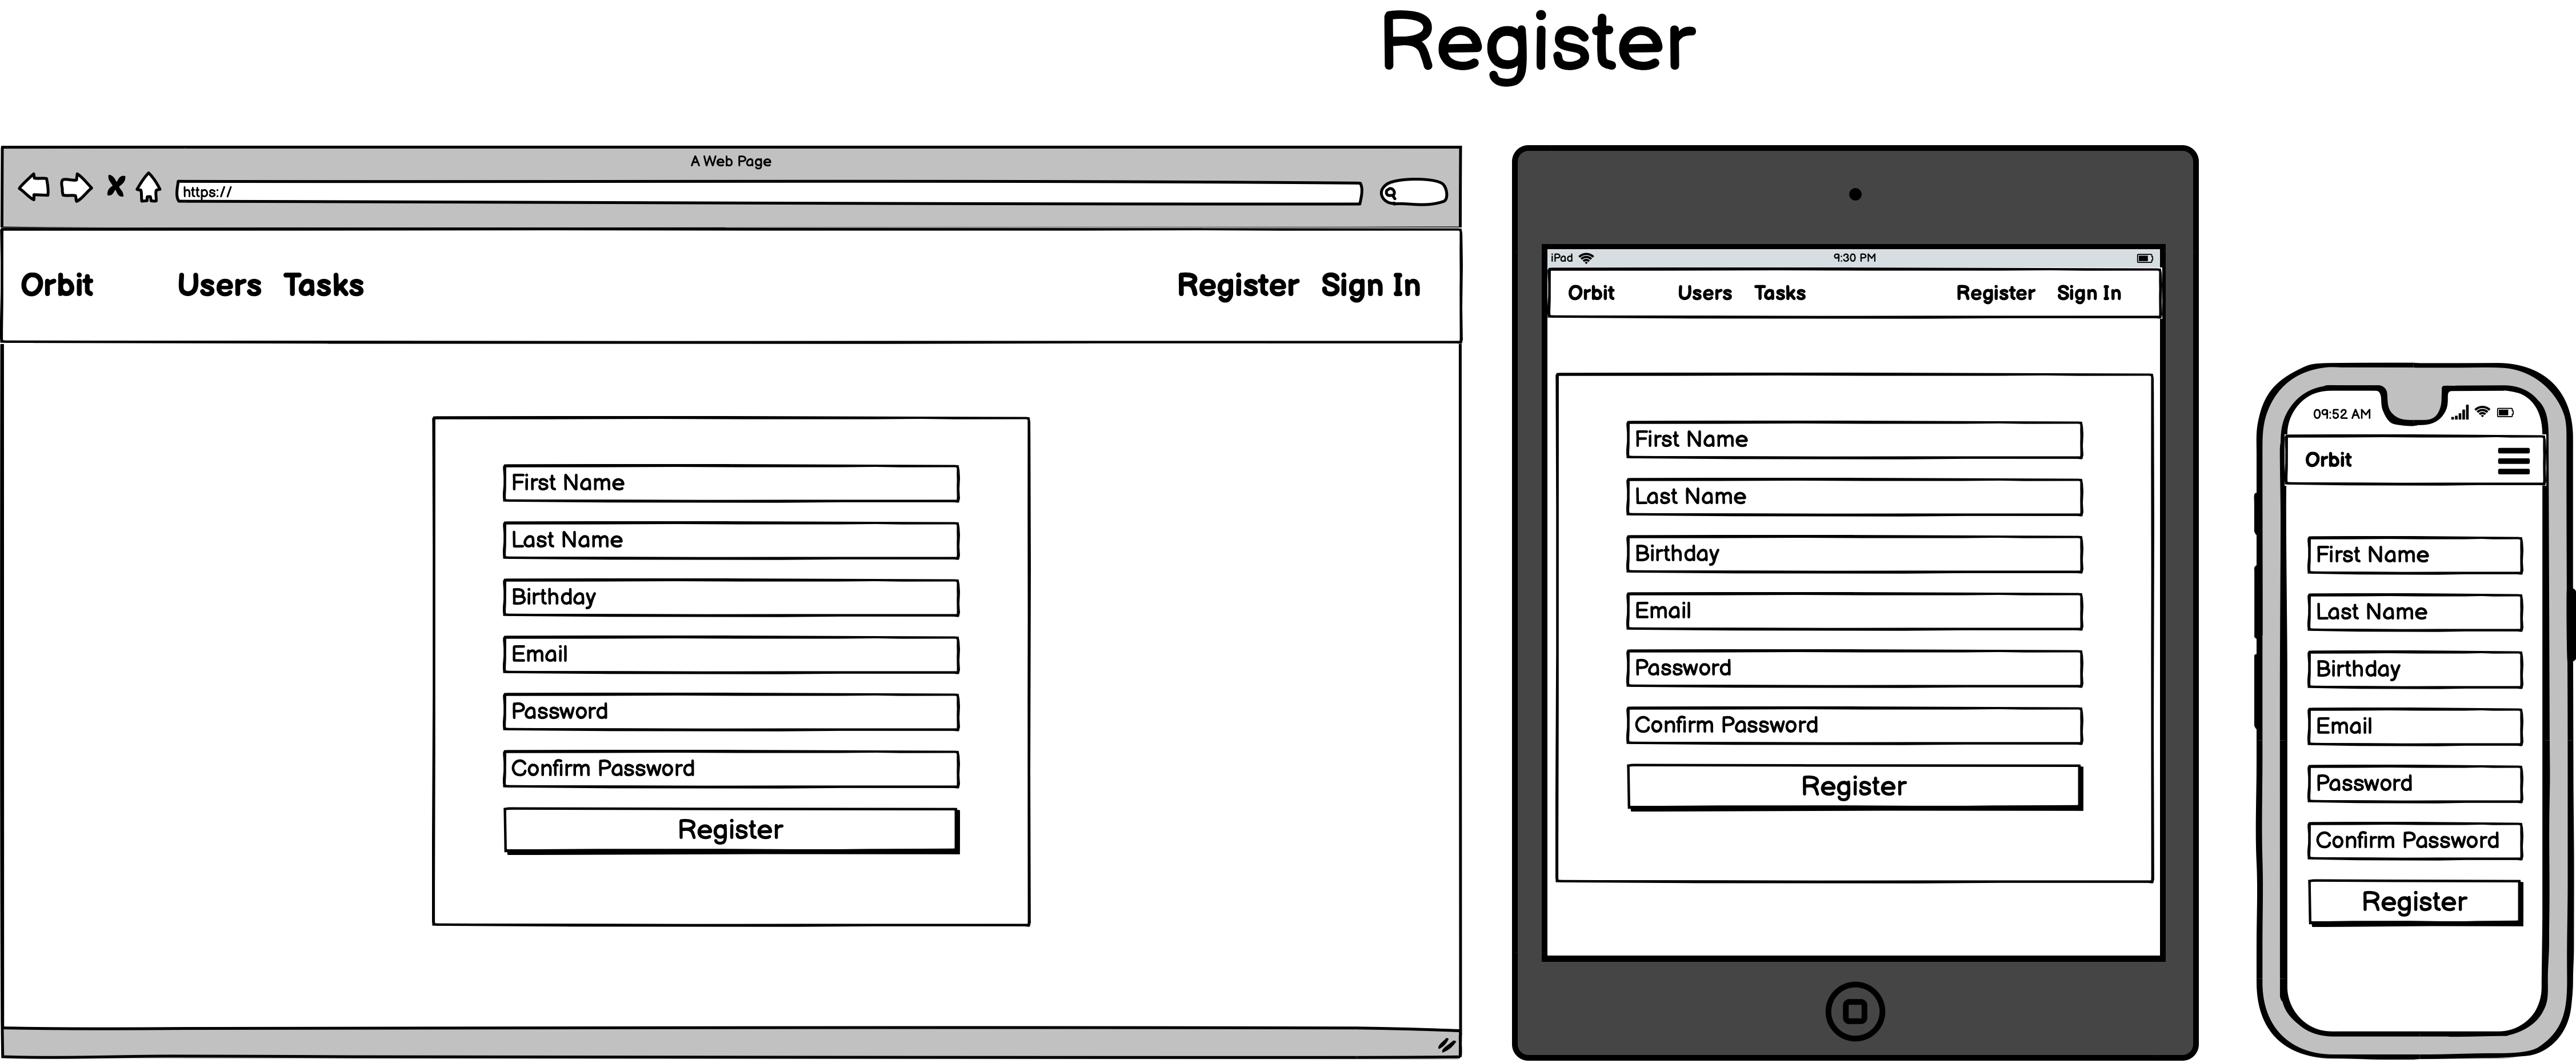 Register
A Web Page
https://
Orbit Users Tasks Register Sign In
First Name
Last Name
Birthday
Email
Password
Confirm Password
Register
iPad 9:30 PM
Orbit Users Tasks Register Sign In
First Name
Last Name
Birthday
Email
Password
Confirm Password
Register
09:52 AM
Orbit
First Name
Last Name
Birthday
Email
Password
Confirm Password
Register